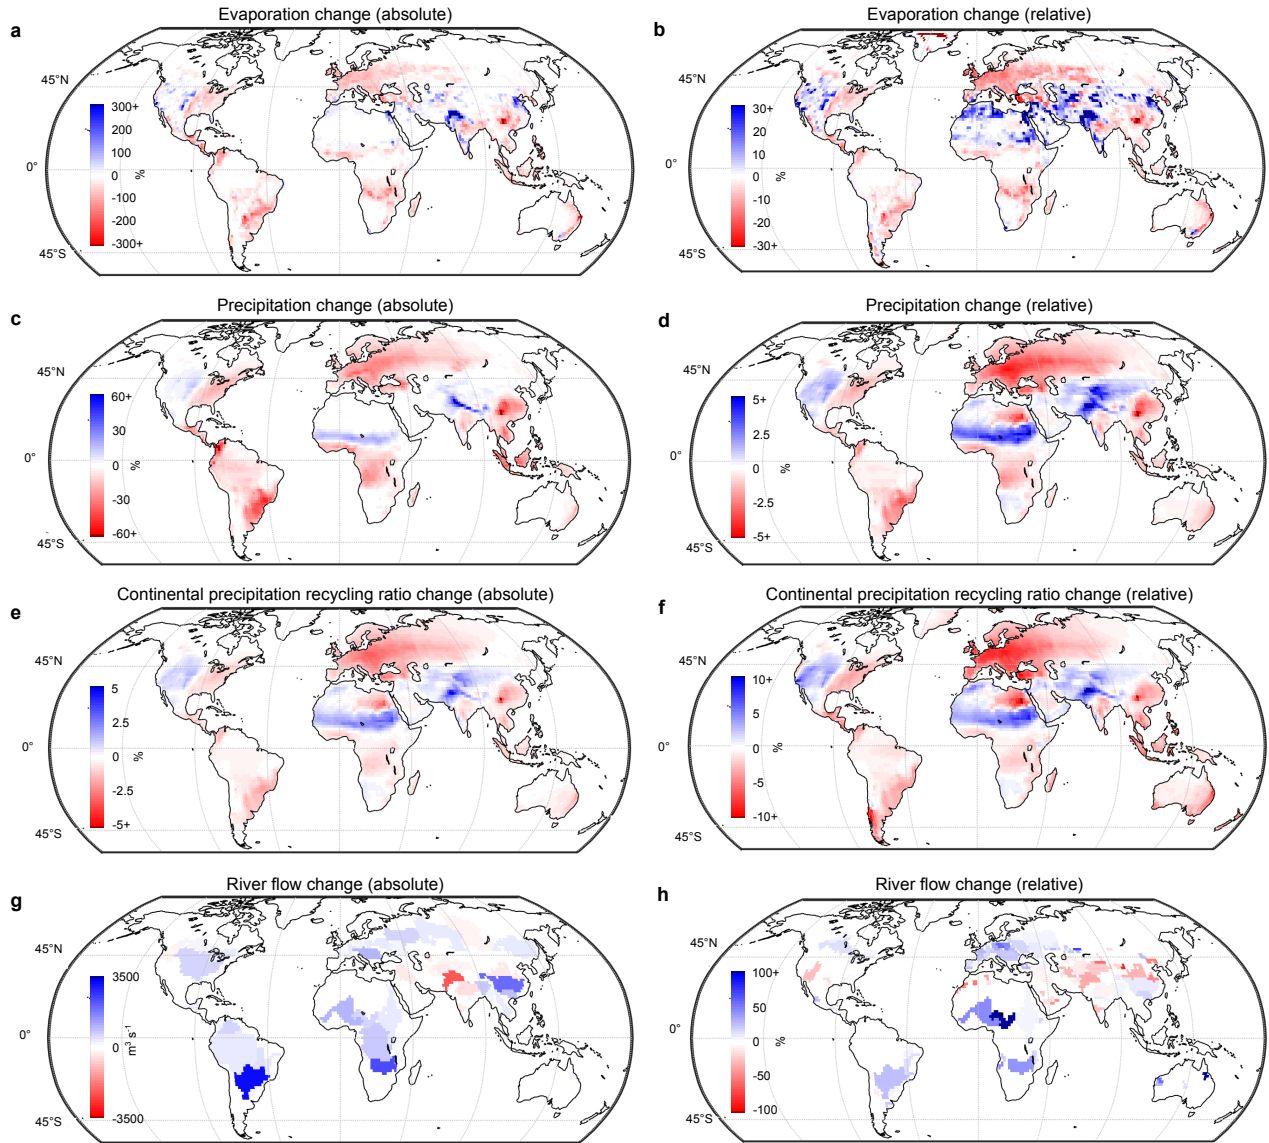 a
Evaporation change (absolute)
45°N
0°
45°S
300+
200
100
0
-100
-200
-300+
%
b
Evaporation change (relative)
45°N
0°
45°S
30+
20
10
0
-10
-20
-30+
%
c
Precipitation change (absolute)
45°N
0°
45°S
60+
30
0
-30
-60+
%
d
Precipitation change (relative)
45°N
0°
45°S
5+
2.5
0
-2.5
-5+
%
e
Continental precipitation recycling ratio change (absolute)
45°N
0°
45°S
5
2.5
0
-2.5
-5+
%
f
Continental precipitation recycling ratio change (relative)
45°N
0°
45°S
10+
5
0
-5
-10+
%
g
River flow change (absolute)
45°N
0°
45°S
3500
0
-3500
m³ s⁻¹
h
River flow change (relative)
45°N
0°
45°S
100+
50
0
-50
-100
%